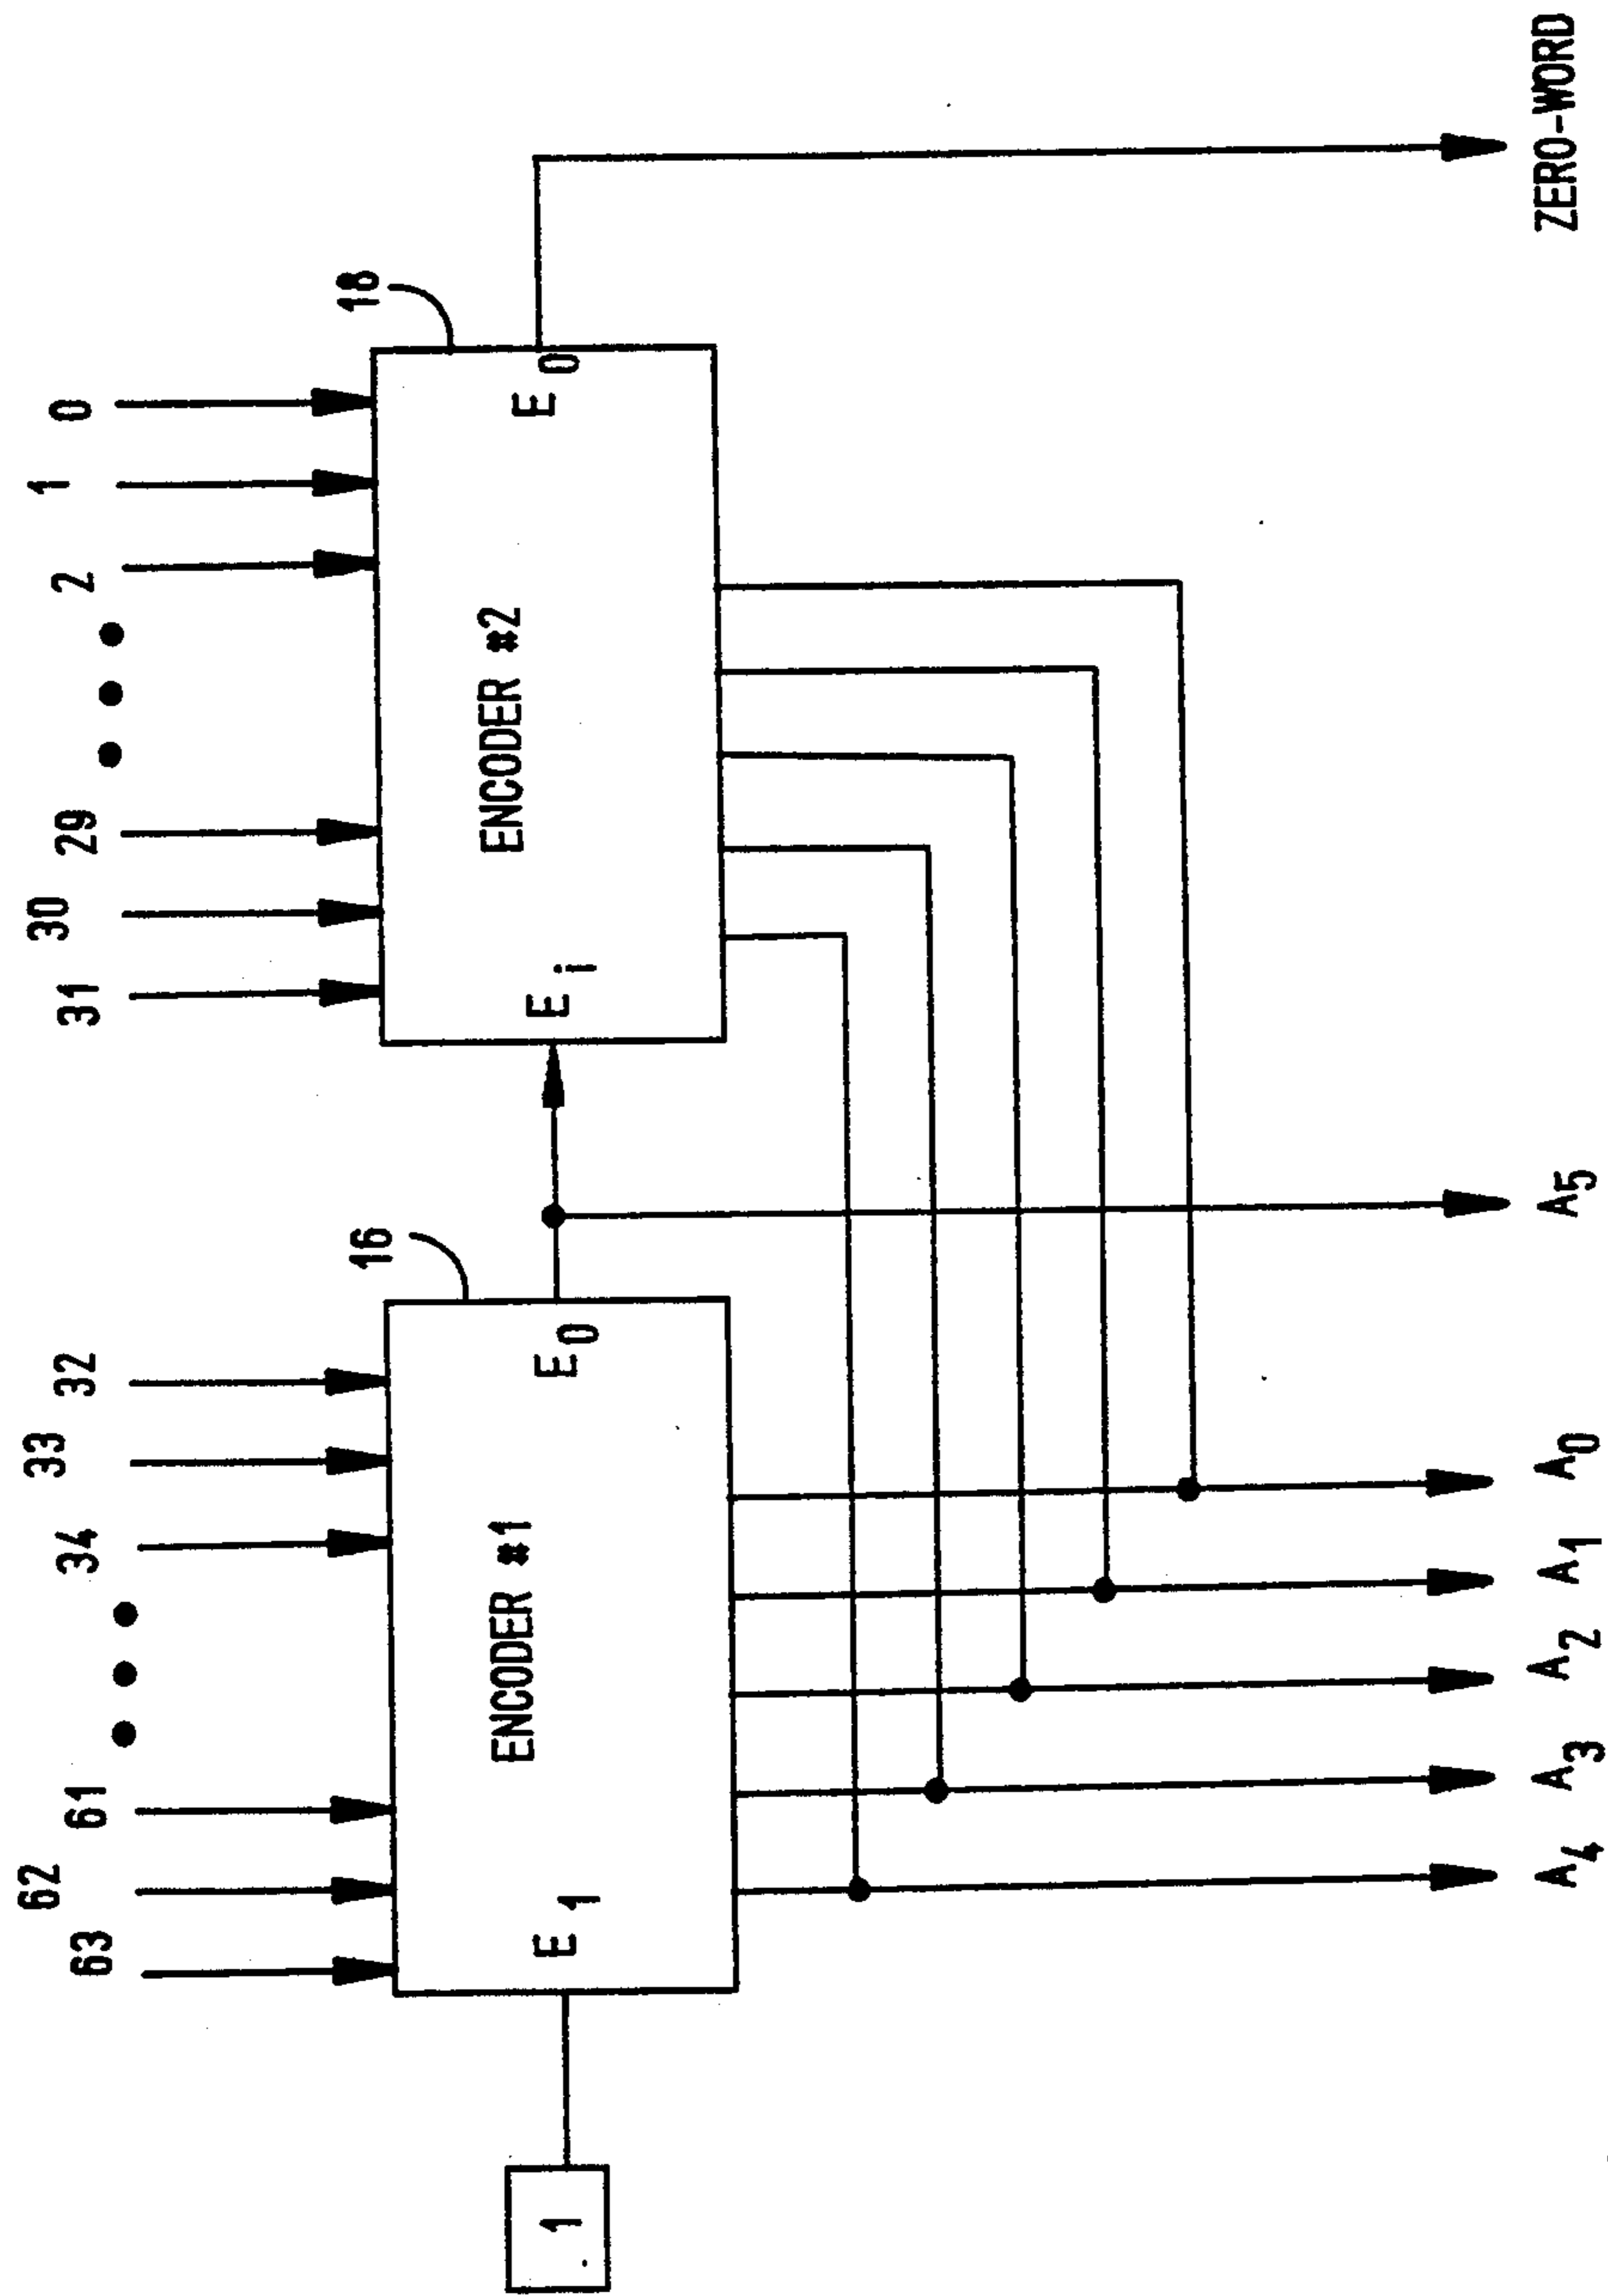 63 62 61 34 33 32
31 30 29 2 1 0
16
18
1
E1
ENCODER #1
E0
Ei
ENCODER #2
E0
A4 A3 A2 A1 A0
A5
ZERO-WORD